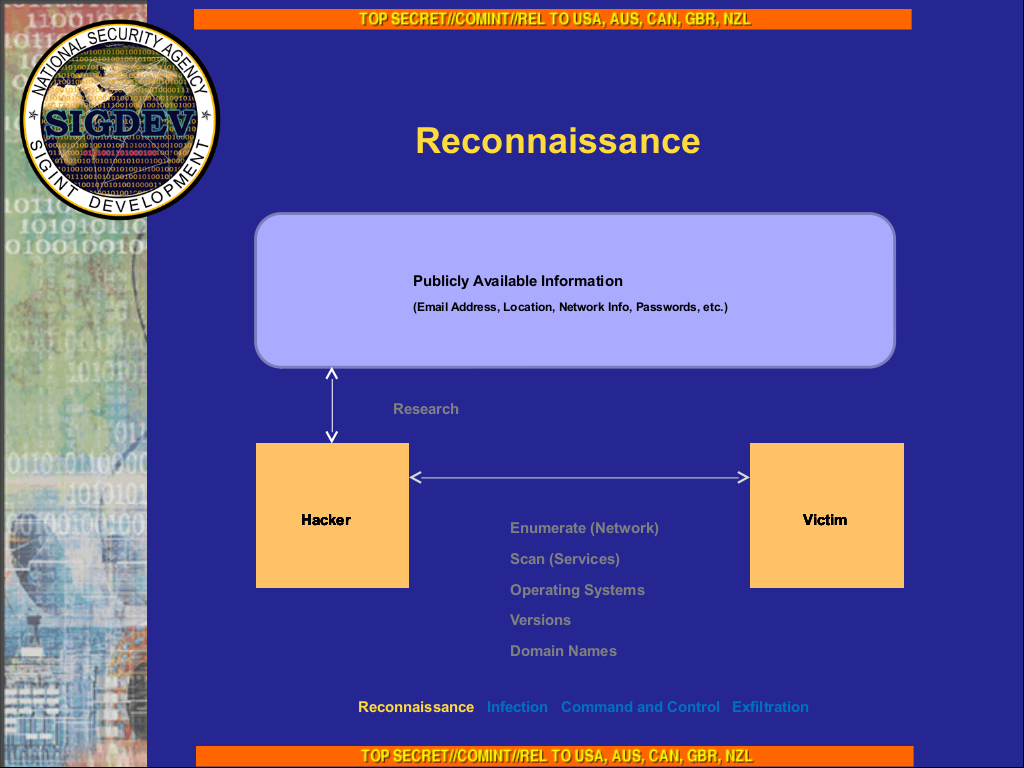 TOP SECRET//COMINT//REL TO USA, AUS, CAN, GBR, NZL
NATIONAL SECURITY AGENCY
SIGDEV
SIGINT DEVELOPMENT
Reconnaissance
Publicly Available Information
(Email Address, Location, Network Info, Passwords, etc.)
Research
Hacker
Victim
Enumerate (Network)
Scan (Services)
Operating Systems
Versions
Domain Names
Reconnaissance Infection Command and Control Exfiltration
TOP SECRET//COMINT//REL TO USA, AUS, CAN, GBR, NZL